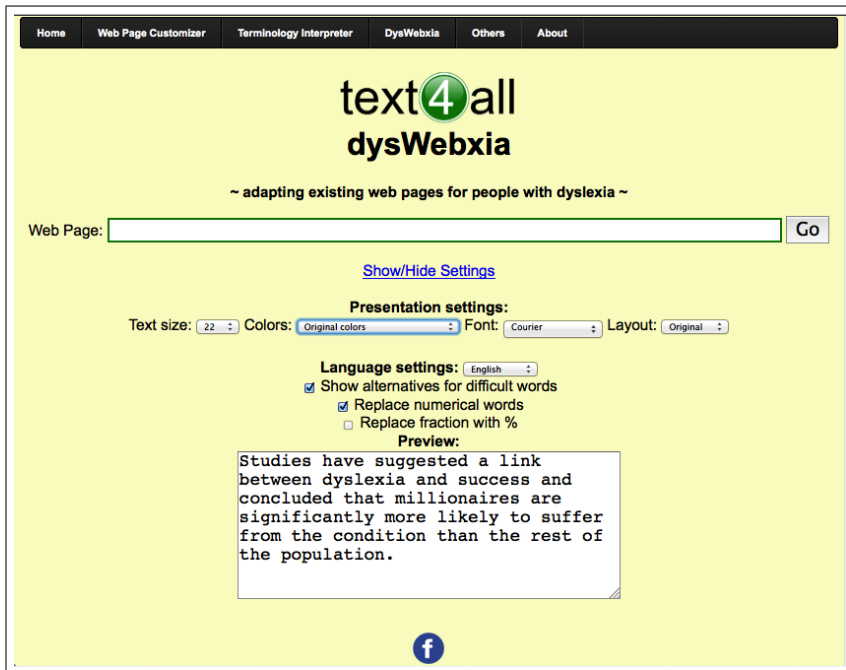 Home Web Page Customizer Terminology Interpreter DysWebxia Others About
text4all
dysWebxia
~ adapting existing web pages for people with dyslexia ~
Web Page: Go
Show/Hide Settings
Presentation settings:
Text size: 22 Colors: Original colors Font: Courier Layout: Original
Language settings: English
Show alternatives for difficult words
Replace numerical words
Replace fraction with %
Preview:
Studies have suggested a link
between dyslexia and success and
concluded that millionaires are
significantly more likely to suffer
from the condition than the rest of
the population.
f